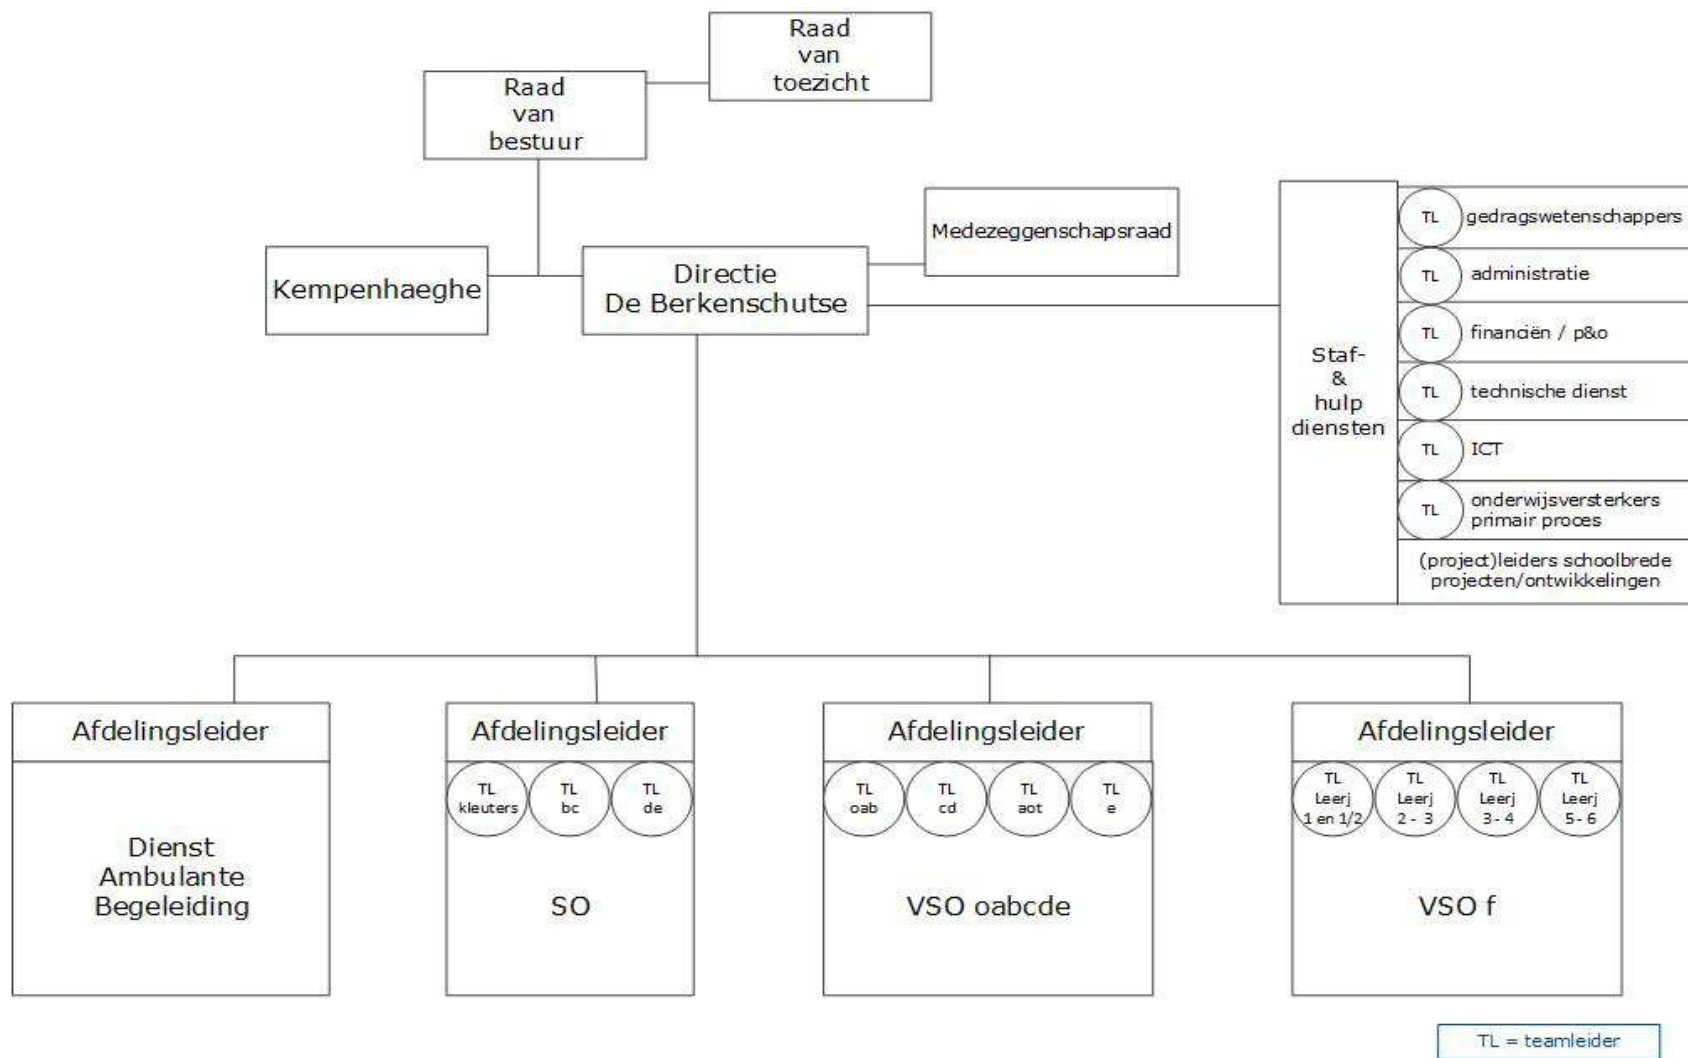 Raad
van
toezicht
Raad
van
bestuur
Medezeggenschapsraad
Kempenhaeghe
Directie
De Berkenschutse
Staf-
&
hulp
diensten
TL gedragswetenschappers
TL administratie
TL financiën / p&o
TL technische dienst
TL ICT
TL onderwijsversterkers
primair proces
(project)leiders schoolbrede
projecten/ontwikkelingen
Afdelingsleider
Dienst
Ambulante
Begeleiding
Afdelingsleider
TL
kleuters
TL
bc
TL
de
SO
Afdelingsleider
TL
oab
TL
cd
TL
aot
TL
e
VSO oabcde
Afdelingsleider
TL
Leerj
1 en 1/2
TL
Leerj
2 - 3
TL
Leerj
3- 4
TL
Leerj
5- 6
VSO f
TL = teamleider